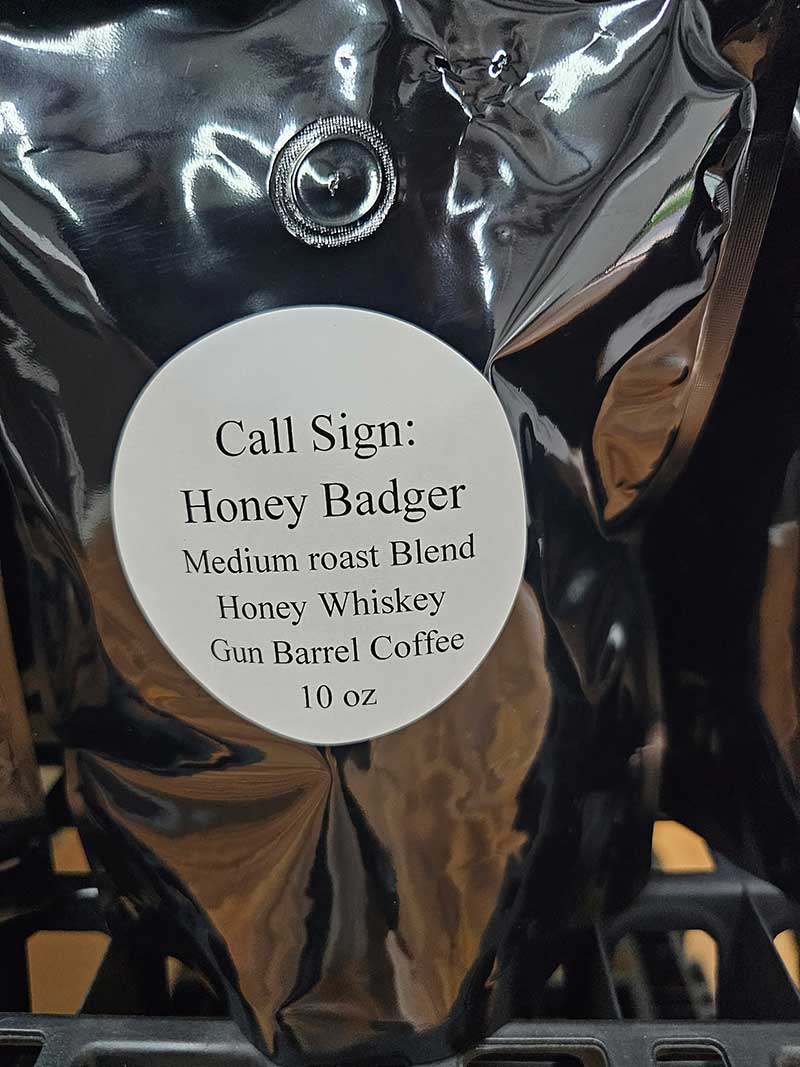 Call Sign:
Honey Badger
Medium roast Blend
Honey Whiskey
Gun Barrel Coffee
10 oz